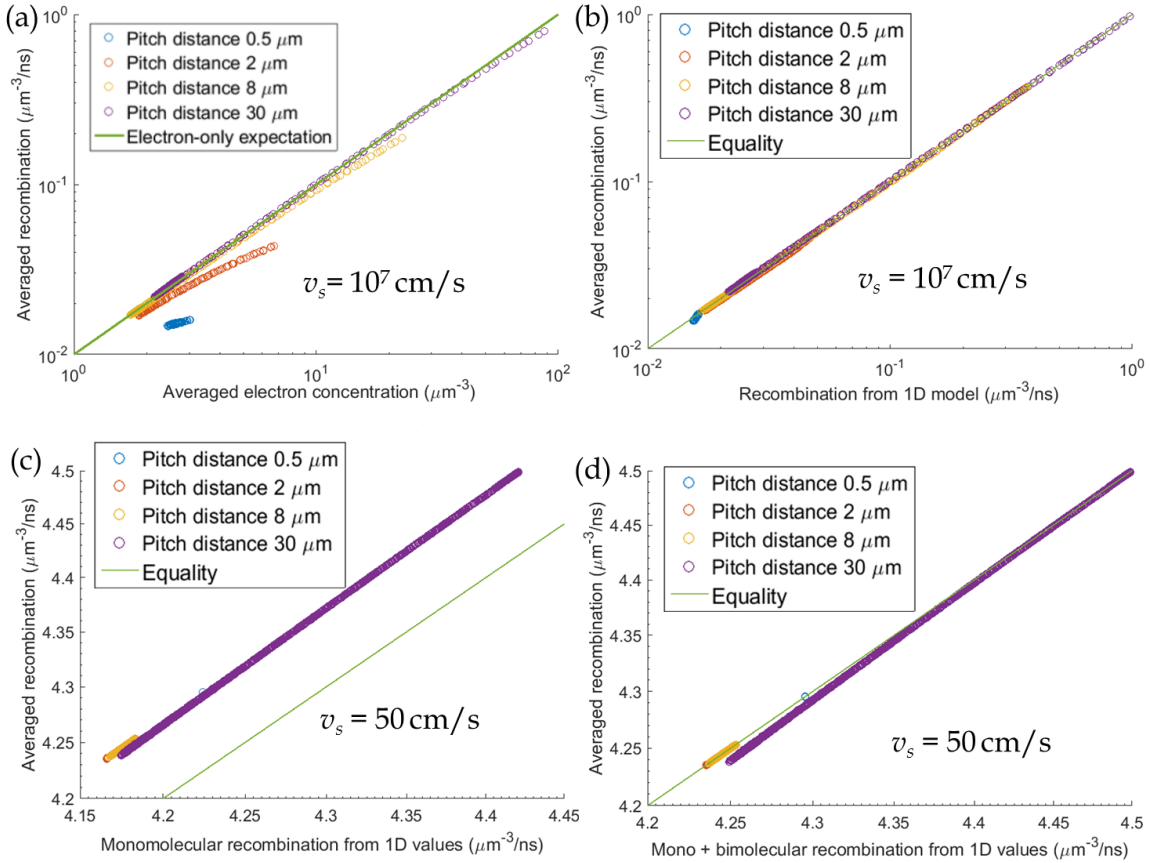 (a)
10⁰
10⁻¹
10⁻²
Averaged recombination (μm⁻³/ns)
Pitch distance 0.5 μm
Pitch distance 2 μm
Pitch distance 8 μm
Pitch distance 30 μm
Electron-only expectation
vₛ = 10⁷ cm/s
10⁰
10¹
10²
Averaged electron concentration (μm⁻³)
(b)
10⁰
10⁻¹
10⁻²
Averaged recombination (μm⁻³/ns)
Pitch distance 0.5 μm
Pitch distance 2 μm
Pitch distance 8 μm
Pitch distance 30 μm
Equality
vₛ = 10⁷ cm/s
10⁻²
10⁻¹
10⁰
Recombination from 1D model (μm⁻³/ns)
(c)
4.5
4.45
4.4
4.35
4.3
4.25
4.2
Averaged recombination (μm⁻³/ns)
Pitch distance 0.5 μm
Pitch distance 2 μm
Pitch distance 8 μm
Pitch distance 30 μm
Equality
vₛ = 50 cm/s
4.15 4.2 4.25 4.3 4.35 4.4 4.45
Monomolecular recombination from 1D values (μm⁻³/ns)
(d)
4.5
4.45
4.4
4.35
4.3
4.25
4.2
Averaged recombination (μm⁻³/ns)
Pitch distance 0.5 μm
Pitch distance 2 μm
Pitch distance 8 μm
Pitch distance 30 μm
Equality
vₛ = 50 cm/s
4.2 4.25 4.3 4.35 4.4 4.45 4.5
Mono + bimolecular recombination from 1D values (μm⁻³/ns)